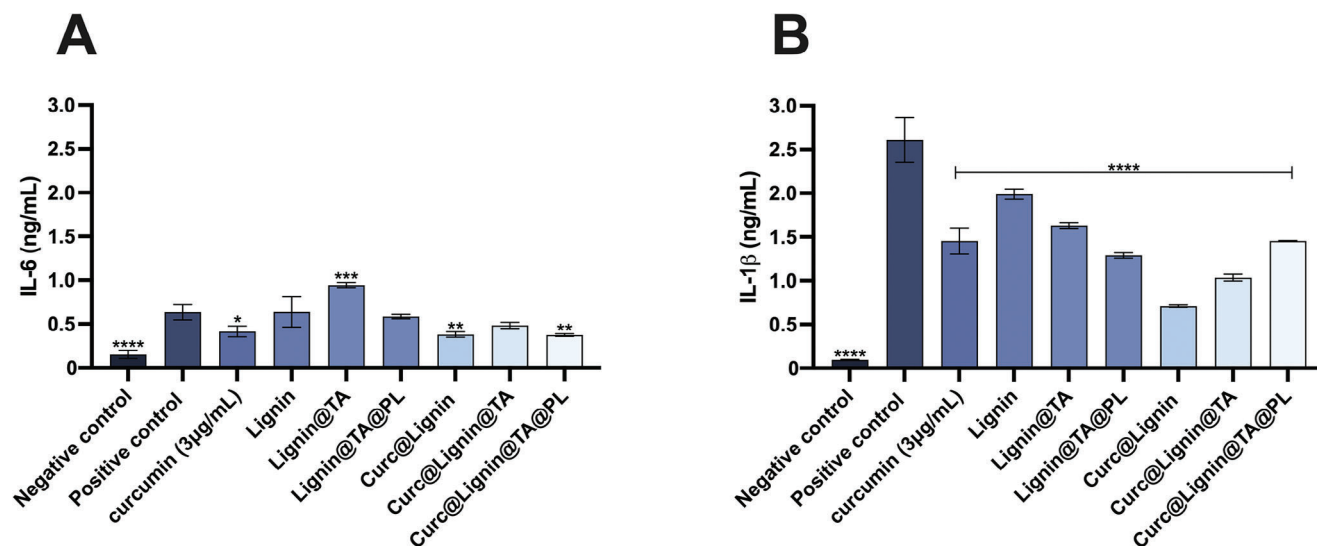 A
IL-6 (ng/mL)
3.0
2.5
2.0
1.5
1.0
0.5
0
****
*
***
**
**
Negative control
Positive control
curcumin (3µg/mL)
Lignin
Lignin@TA
Lignin@TA@PL
Curc@Lignin
Curc@Lignin@TA
Curc@Lignin@TA@PL
B
IL-1β (ng/mL)
3.0
2.5
2.0
1.5
1.0
0.5
0
****
****
Negative control
Positive control
curcumin (3µg/mL)
Lignin
Lignin@TA
Lignin@TA@PL
Curc@Lignin
Curc@Lignin@TA
Curc@Lignin@TA@PL